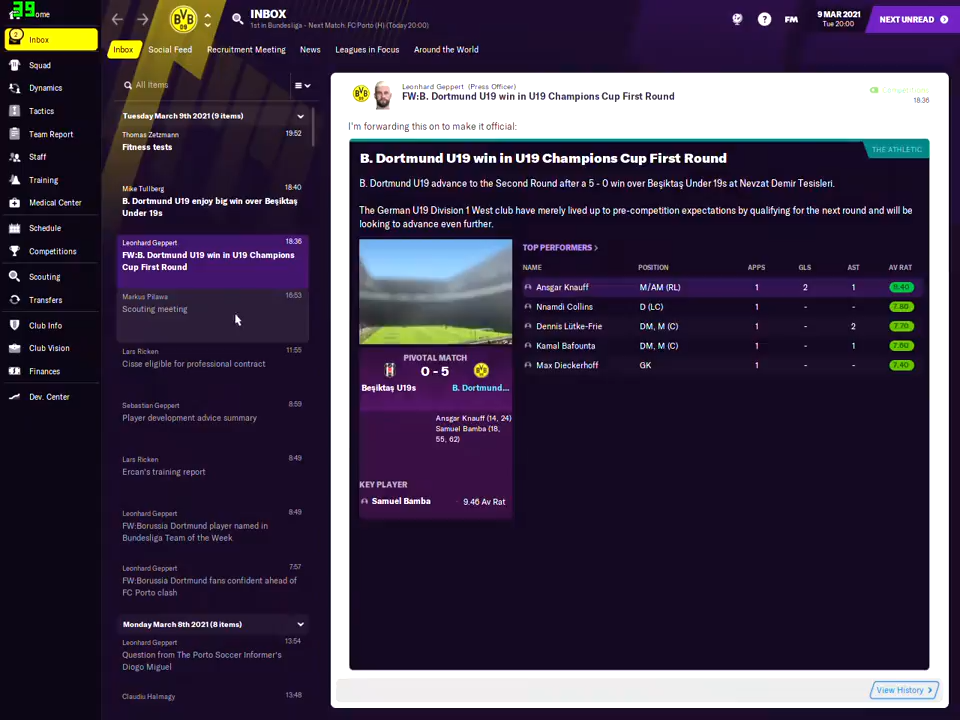 39
ome
INBOX
1st in Bundesliga - Next Match: FC Porto (H) (Today 20:00)
FM
9 MAR 2021
Tue 20:00
NEXT UNREAD
2
Inbox
Squad
Dynamics
Tactics
Team Report
Staff
Training
Medical Center
Schedule
Competitions
Scouting
Transfers
Club Info
Club Vision
Finances
Dev. Center
Inbox
Social Feed
Recruitment Meeting
News
Leagues in Focus
Around the World
All Items
Tuesday March 9th 2021 (9 items)
Thomas Zetzmann 19:52
Fitness tests
Mike Tullberg 18:40
B. Dortmund U19 enjoy big win over Beşiktaş
Under 19s
Leonhard Geppert 18:36
FW:B. Dortmund U19 win in U19 Champions
Cup First Round
Markus Pilawa 16:53
Scouting meeting
Lars Ricken 11:55
Cisse eligible for professional contract
Sebastian Geppert 8:59
Player development advice summary
Lars Ricken 8:49
Ercan's training report
Leonhard Geppert 8:49
FW:Borussia Dortmund player named in
Bundesliga Team of the Week
Leonhard Geppert 7:57
FW:Borussia Dortmund fans confident ahead of
FC Porto clash
Monday March 8th 2021 (8 items)
Leonhard Geppert 13:54
Question from The Porto Soccer Informer's
Diogo Miguel
Claudiu Halmagy 13:48
Leonhard Geppert (Press Officer)
FW:B. Dortmund U19 win in U19 Champions Cup First Round
Competitions
18:36
I'm forwarding this on to make it official:
THE ATHLETIC
B. Dortmund U19 win in U19 Champions Cup First Round
B. Dortmund U19 advance to the Second Round after a 5 - 0 win over Beşiktaş Under 19s at Nevzat Demir Tesisleri.
The German U19 Division 1 West club have merely lived up to pre-competition expectations by qualifying for the next round and will be
looking to advance even further.
PIVOTAL MATCH
0 - 5
Beşiktaş U19s B. Dortmund...
Ansgar Knauff (14, 24)
Samuel Bamba (18,
55, 62)
KEY PLAYER
Samuel Bamba - 9.46 Av Rat
TOP PERFORMERS >
NAME POSITION APPS GLS AST AV RAT
Ansgar Knauff M/AM (RL) 1 2 1 9.40
Nnamdi Collins D (LC) 1 - - 7.80
Dennis Lütke-Frie DM, M (C) 1 - 2 7.70
Kamal Bafounta DM, M (C) 1 - 1 7.60
Max Dieckerhoff GK 1 - - 7.40
View History >